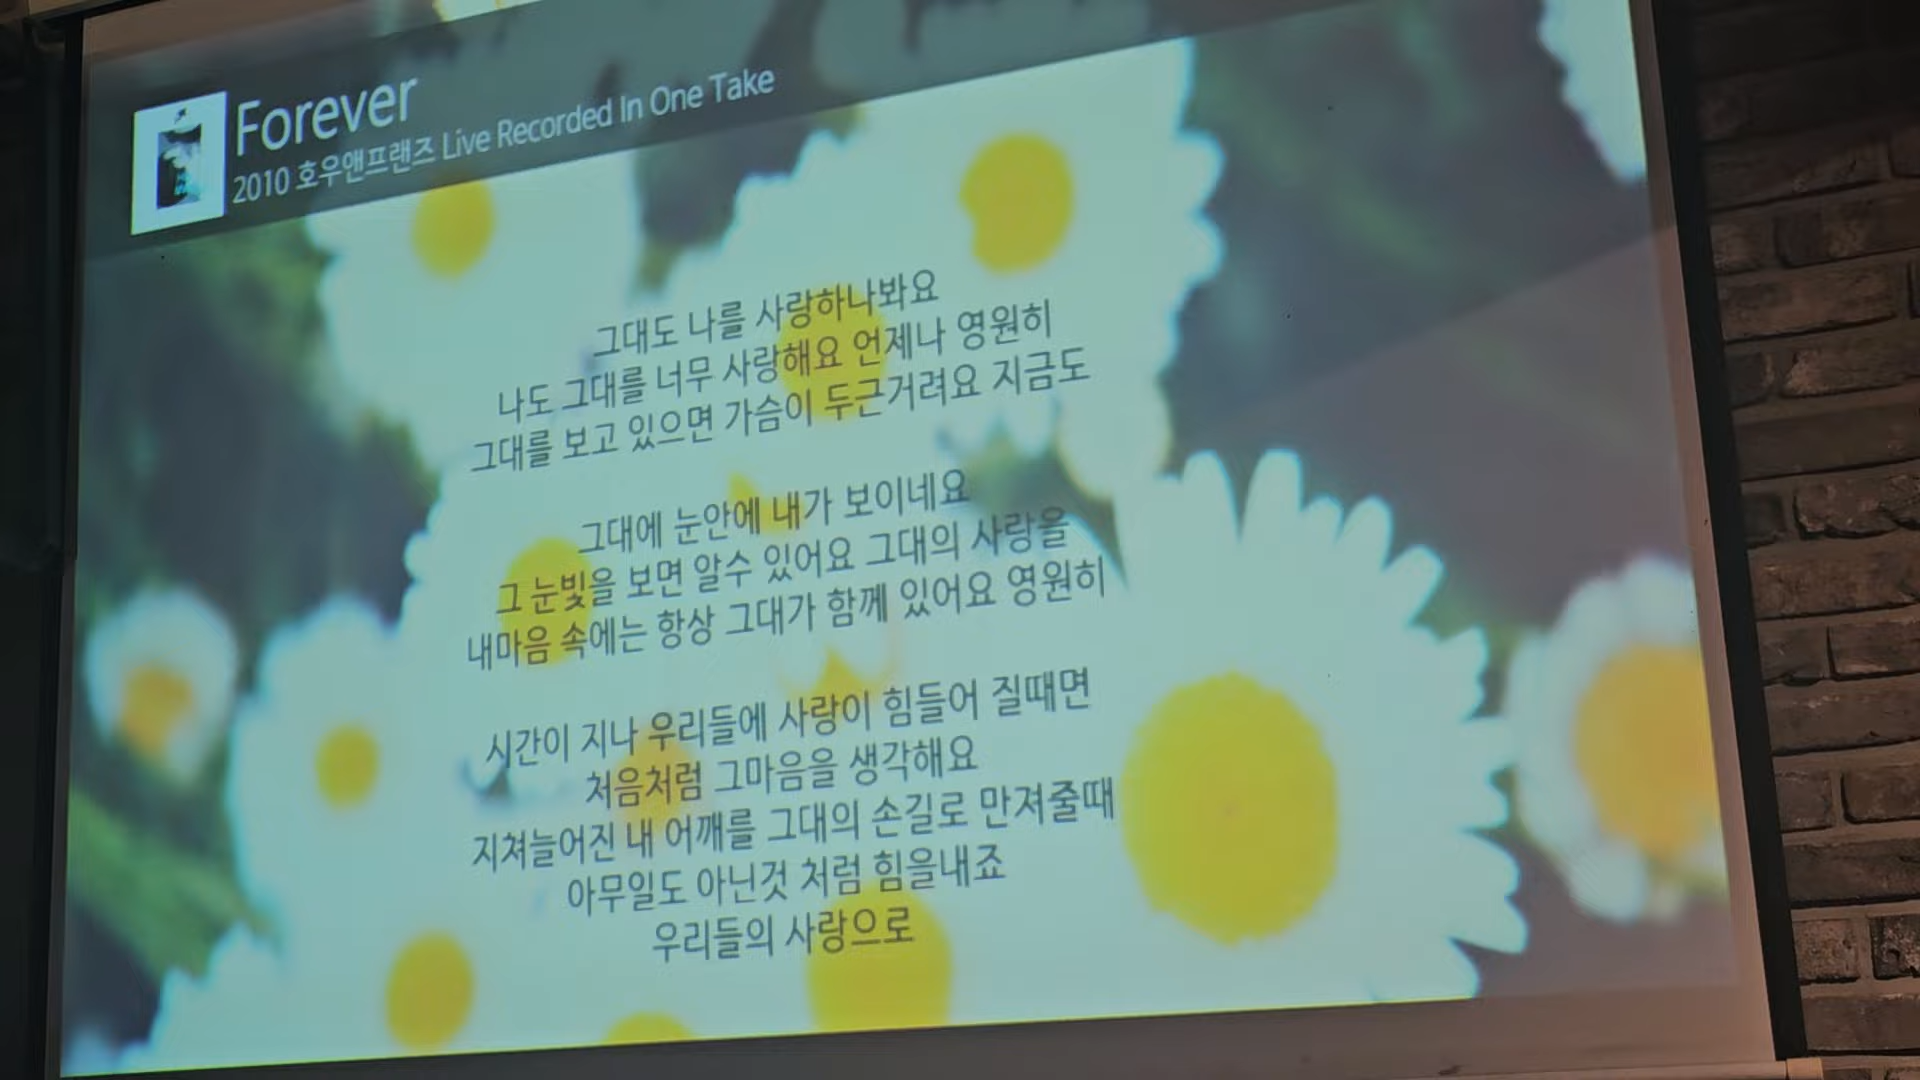 Forever
2010 호우앤프랜즈 Live Recorded In One Take
그대도 나를 사랑하나봐요
나도 그대를 너무 사랑해요 언제나 영원히
그대를 보고 있으면 가슴이 두근거려요 지금도
그대에 눈안에 내가 보이네요
그 눈빛을 보면 알수 있어요 그대의 사랑을
내마음 속에는 항상 그대가 함께 있어요 영원히
시간이 지나 우리들에 사랑이 힘들어 질때면
처음처럼 그마음을 생각해요
지쳐늘어진 내 어깨를 그대의 손길로 만져줄때
아무일도 아닌것 처럼 힘을내죠
우리들의 사랑으로